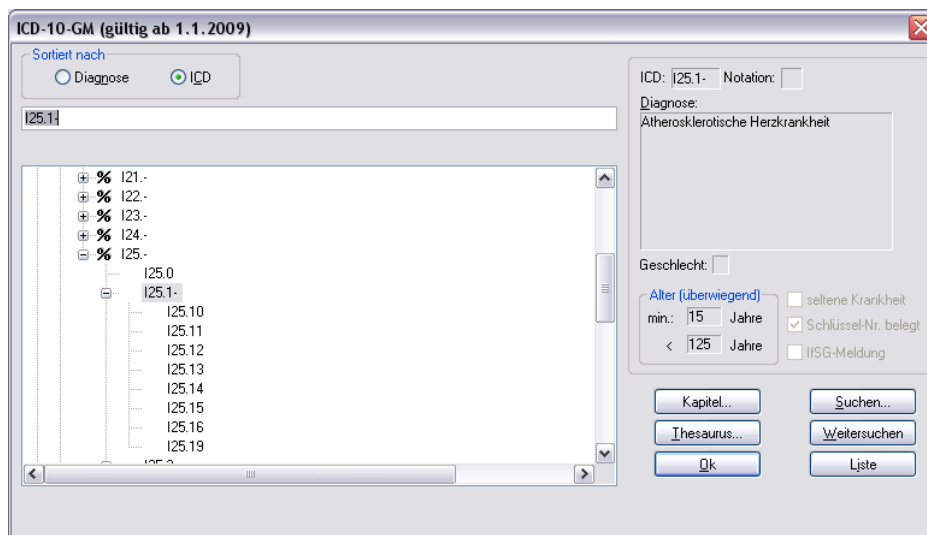 ICD-10-GM (gültig ab 1.1.2009)
Sortiert nach
Diagnose ICD
I25.1-
% I21.-
% I22.-
% I23.-
% I24.-
% I25.-
I25.0
I25.1-
I25.10
I25.11
I25.12
I25.13
I25.14
I25.15
I25.16
I25.19
ICD: I25.1- Notation:
Diagnose:
Atherosklerotische Herzkrankheit
Geschlecht:
Alter (überwiegend)
min.: 15 Jahre
< 125 Jahre
seltene Krankheit
Schlüssel-Nr. belegt
IfSG-Meldung
Kapitel... Suchen...
Thesaurus... Weitersuchen
Ok Liste